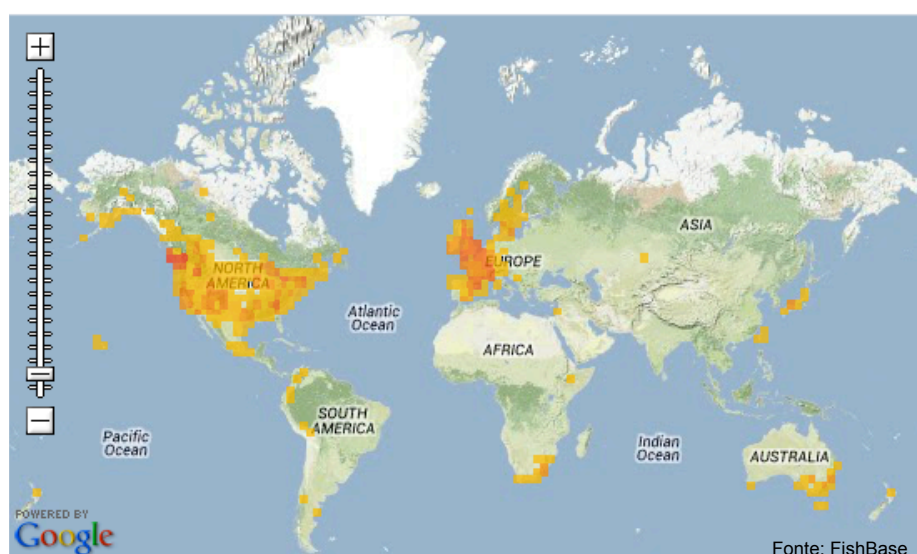 +
ASIA
NORTH
AMERICA
EUROPE
Atlantic
Ocean
AFRICA
SOUTH
AMERICA
Pacific
Ocean
Indian
Ocean
AUSTRALIA
−
POWERED BY
Google
Fonte: FishBase